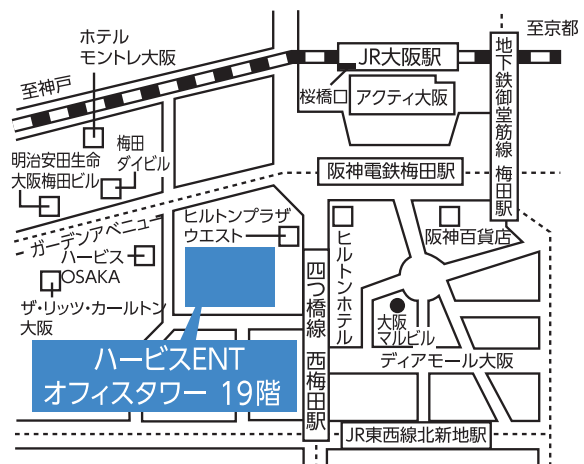 ホテル
モントレ大阪
至京都
至神戸
JR大阪駅
桜橋口
アクティ大阪
地下鉄御堂筋線 梅田駅
明治安田生命
大阪梅田ビル
梅田
ダイビル
阪神電鉄梅田駅
ヒルトンプラザ
ウエスト
ガーデンアベニュー
ハービス
OSAKA
ヒルトンホテル
阪神百貨店
四つ橋線 西梅田駅
ザ・リッツ・カールトン
大阪
大阪
マルビル
ディアモール大阪
ハービスENT
オフィスタワー 19階
JR東西線北新地駅